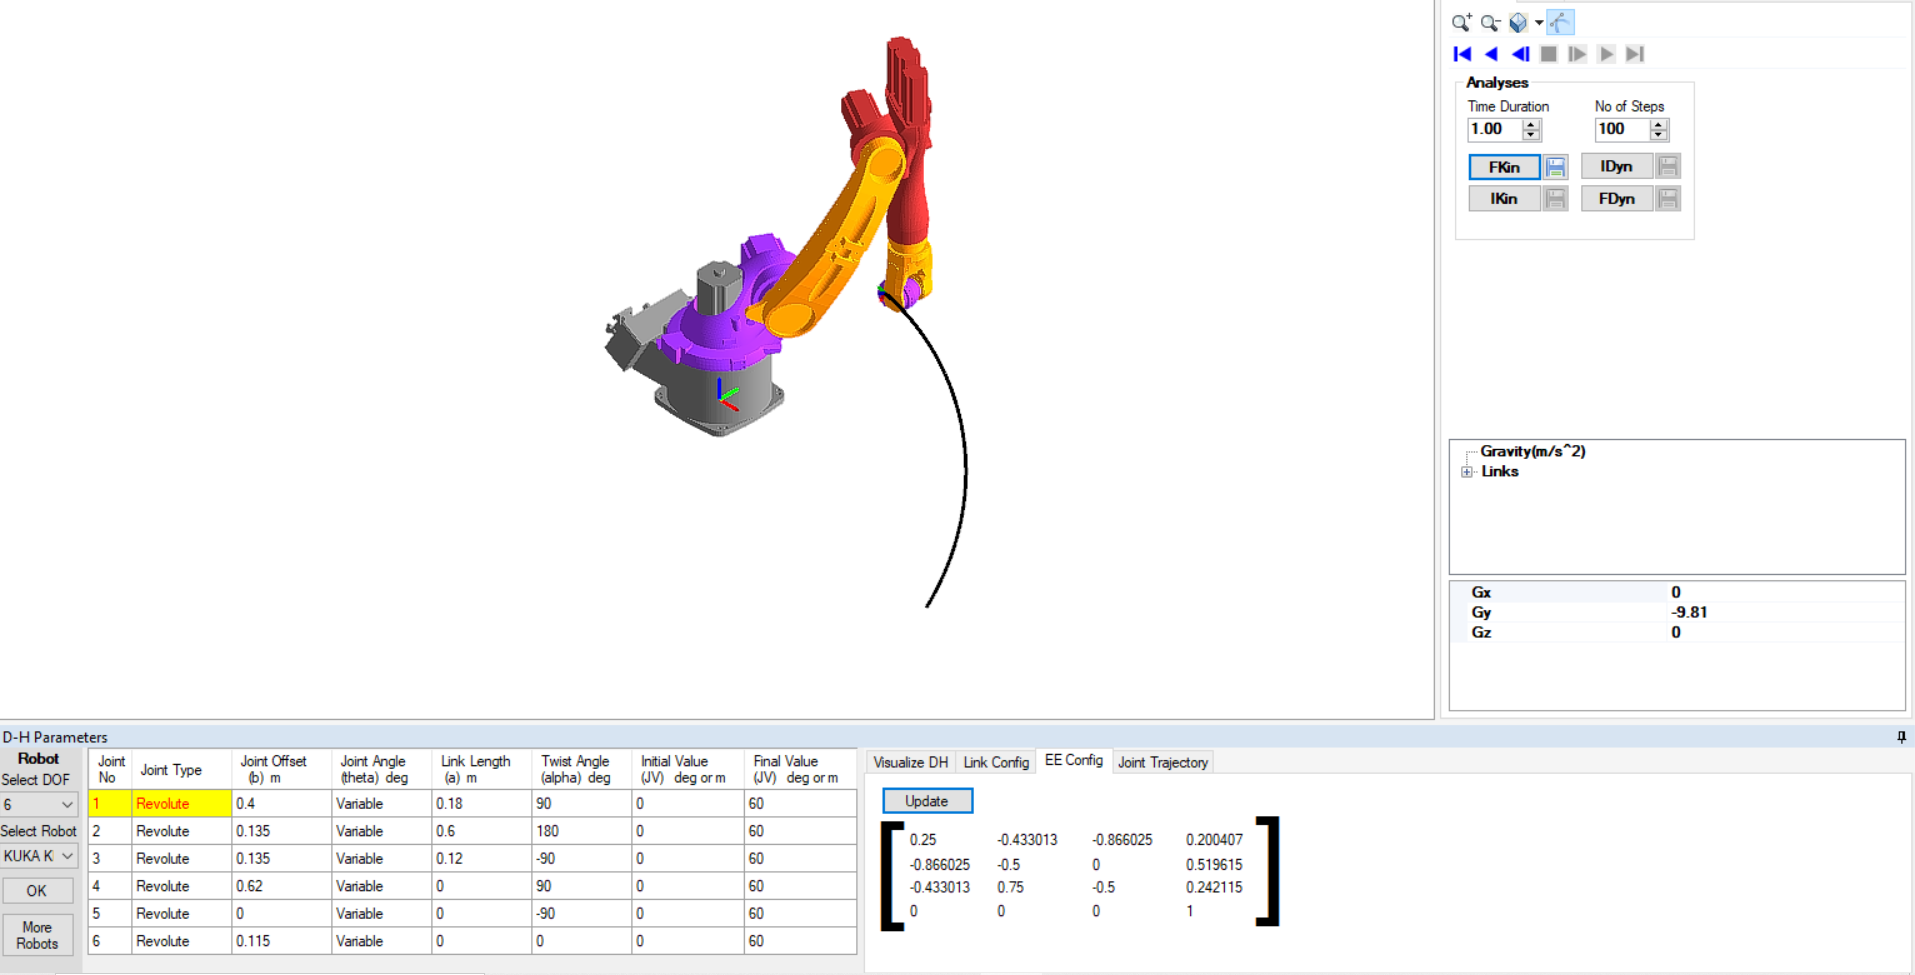 Analyses
Time Duration No of Steps
1.00 100
FKin IDyn
IKin FDyn
Gravity(m/s^2)
Links
Gx 0
Gy -9.81
Gz 0
D-H Parameters
Robot
Select DOF
6
Select Robot
KUKA K
OK
More
Robots
Joint No Joint Type Joint Offset (b) m Joint Angle (theta) deg Link Length (a) m Twist Angle (alpha) deg Initial Value (JV) deg or m Final Value (JV) deg or m
1 Revolute 0.4 Variable 0.18 90 0 60
2 Revolute 0.135 Variable 0.6 180 0 60
3 Revolute 0.135 Variable 0.12 -90 0 60
4 Revolute 0.62 Variable 0 90 0 60
5 Revolute 0 Variable 0 -90 0 60
6 Revolute 0.115 Variable 0 0 0 60
Visualize DH Link Config EE Config Joint Trajectory
Update
0.25 -0.433013 -0.866025 0.200407
-0.866025 -0.5 0 0.519615
-0.433013 0.75 -0.5 0.242115
0 0 0 1